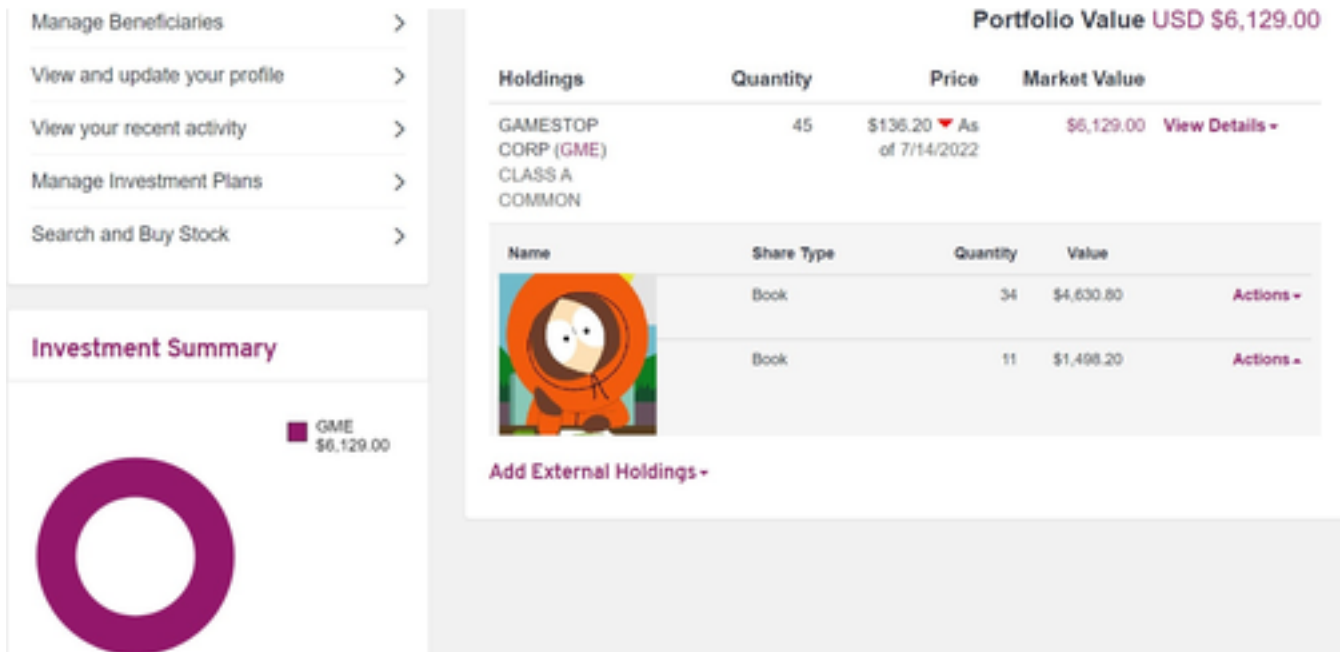 Manage Beneficiaries
View and update your profile
View your recent activity
Manage Investment Plans
Search and Buy Stock
Investment Summary
GME
$6,129.00
Portfolio Value USD $6,129.00
Holdings Quantity Price Market Value
GAMESTOP 45 $136.20 As $6,129.00 View Details
CORP (GME) of 7/14/2022
CLASS A
COMMON
Name Share Type Quantity Value
Book 34 $4,630.80 Actions
Book 11 $1,498.20 Actions
Add External Holdings